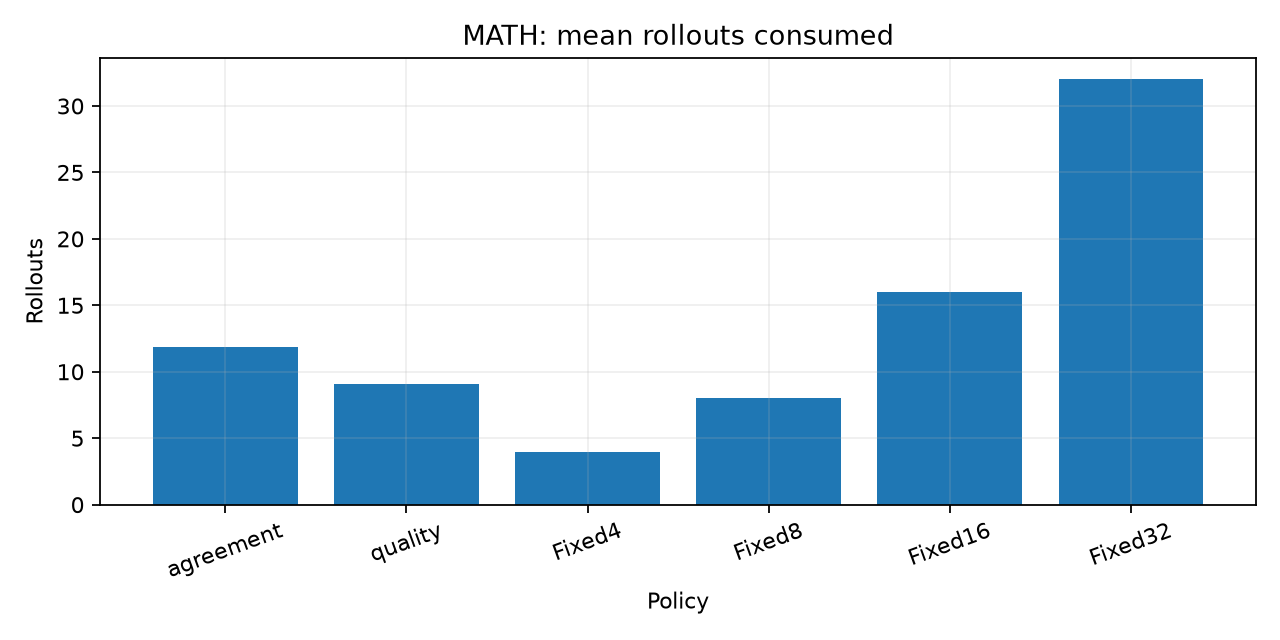 MATH: mean rollouts consumed
Rollouts
30
25
20
15
10
5
0
agreement
quality
Fixed4
Fixed8
Fixed16
Fixed32
Policy